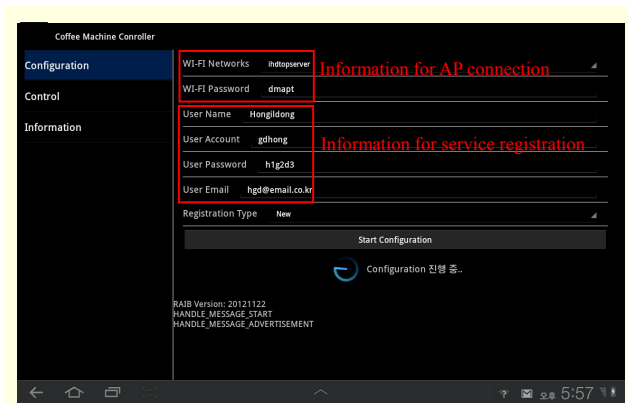 Coffee Machine Conroller
Configuration
Control
Information
WI-FI Networks ihdtopserver
Information for AP connection
WI-FI Password dmapt
User Name Hongildong
User Account gdhong
Information for service registration
User Password h1g2d3
User Email hgd@email.co.kr
Registration Type New
Start Configuration
Configuration 진행 중..
RAIB Version: 20121122
HANDLE_MESSAGE_START
HANDLE_MESSAGE_ADVERTISEMENT
오후 5:57